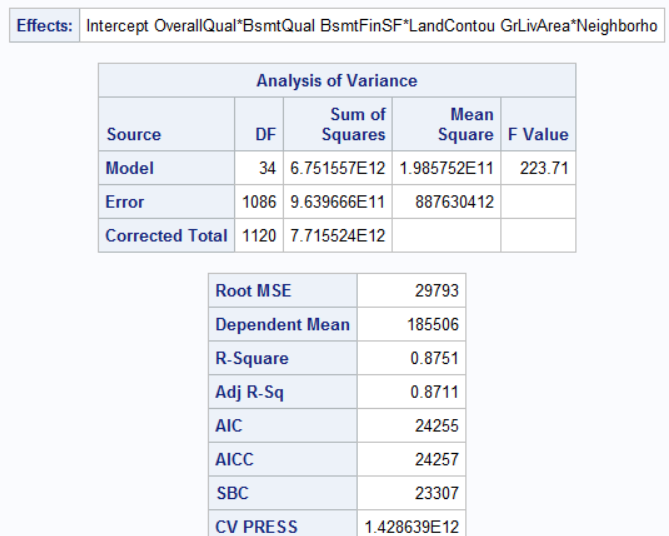 Effects: Intercept OverallQual*BsmtQual BsmtFinSF*LandContou GrLivArea*Neighborho
Analysis of Variance
Source DF Sum of Squares Mean Square F Value
Model 34 6.751557E12 1.985752E11 223.71
Error 1086 9.639666E11 887630412
Corrected Total 1120 7.715524E12
Root MSE 29793
Dependent Mean 185506
R-Square 0.8751
Adj R-Sq 0.8711
AIC 24255
AICC 24257
SBC 23307
CV PRESS 1.428639E12